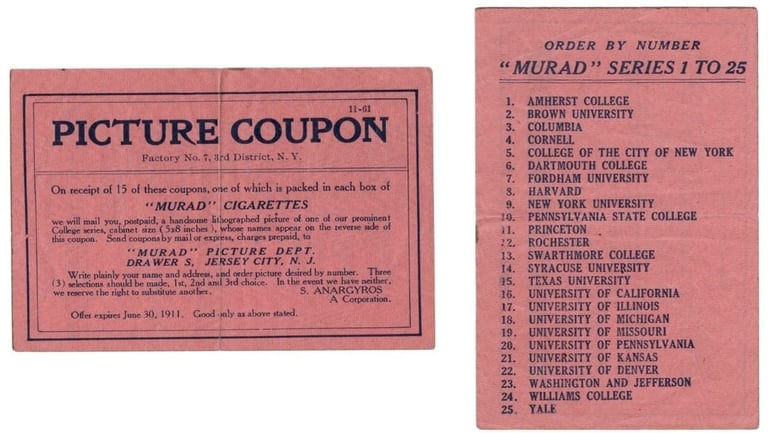 11-61
PICTURE COUPON
Factory No. 7, 3rd District, N. Y.
On receipt of 15 of these coupons, one of which is packed in each box of
"MURAD" CIGARETTES
we will mail you, postpaid, a handsome lithographed picture of one of our prominent
College series, cabinet size (5x8 inches), whose names appear on the reverse side of
this coupon. Send coupons by mail or express, charges prepaid, to
"MURAD" PICTURE DEPT.
DRAWER S, JERSEY CITY, N. J.
Write plainly your name and address, and order picture desired by number. Three
(3) selections should be made, 1st, 2nd and 3rd choice. In the event we have neither,
we reserve the right to substitute another. S. ANARGYROS
A Corporation.
Offer expires June 30, 1911. Good only as above stated.
ORDER BY NUMBER
"MURAD" SERIES 1 TO 25
1. AMHERST COLLEGE
2. BROWN UNIVERSITY
3. COLUMBIA
4. CORNELL
5. COLLEGE OF THE CITY OF NEW YORK
6. DARTMOUTH COLLEGE
7. FORDHAM UNIVERSITY
8. HARVARD
9. NEW YORK UNIVERSITY
10. PENNSYLVANIA STATE COLLEGE
11. PRINCETON
12. ROCHESTER
13. SWARTHMORE COLLEGE
14. SYRACUSE UNIVERSITY
15. TEXAS UNIVERSITY
16. UNIVERSITY OF CALIFORNIA
17. UNIVERSITY OF ILLINOIS
18. UNIVERSITY OF MICHIGAN
19. UNIVERSITY OF MISSOURI
20. UNIVERSITY OF PENNSYLVANIA
21. UNIVERSITY OF KANSAS
22. UNIVERSITY OF DENVER
23. WASHINGTON AND JEFFERSON
24. WILLIAMS COLLEGE
25. YALE